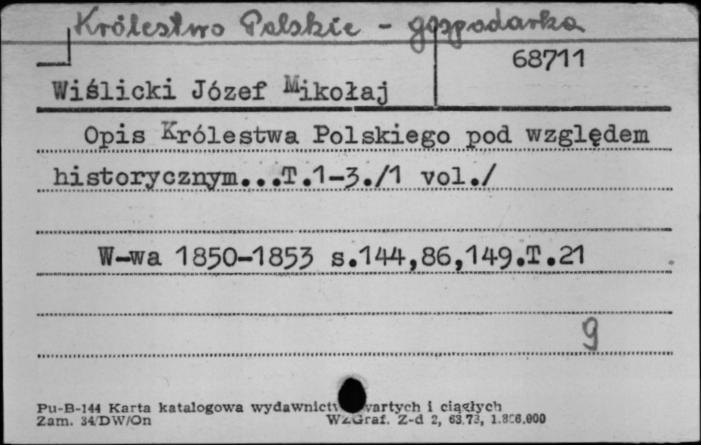 Królestwo Polskie - gospodarka
68711
Wiślicki Józef Mikołaj
Opis Królestwa Polskiego pod względem
historycznym...T.1-3./1 vol./
W-wa 1850-1853 s.144,86,149.T.21
9
Pu-B-144 Karta katalogowa wydawnictw zwartych i ciągłych
Zam. 34/DW/On WZGraf. Z-d 2, 63.73, 1.806.000